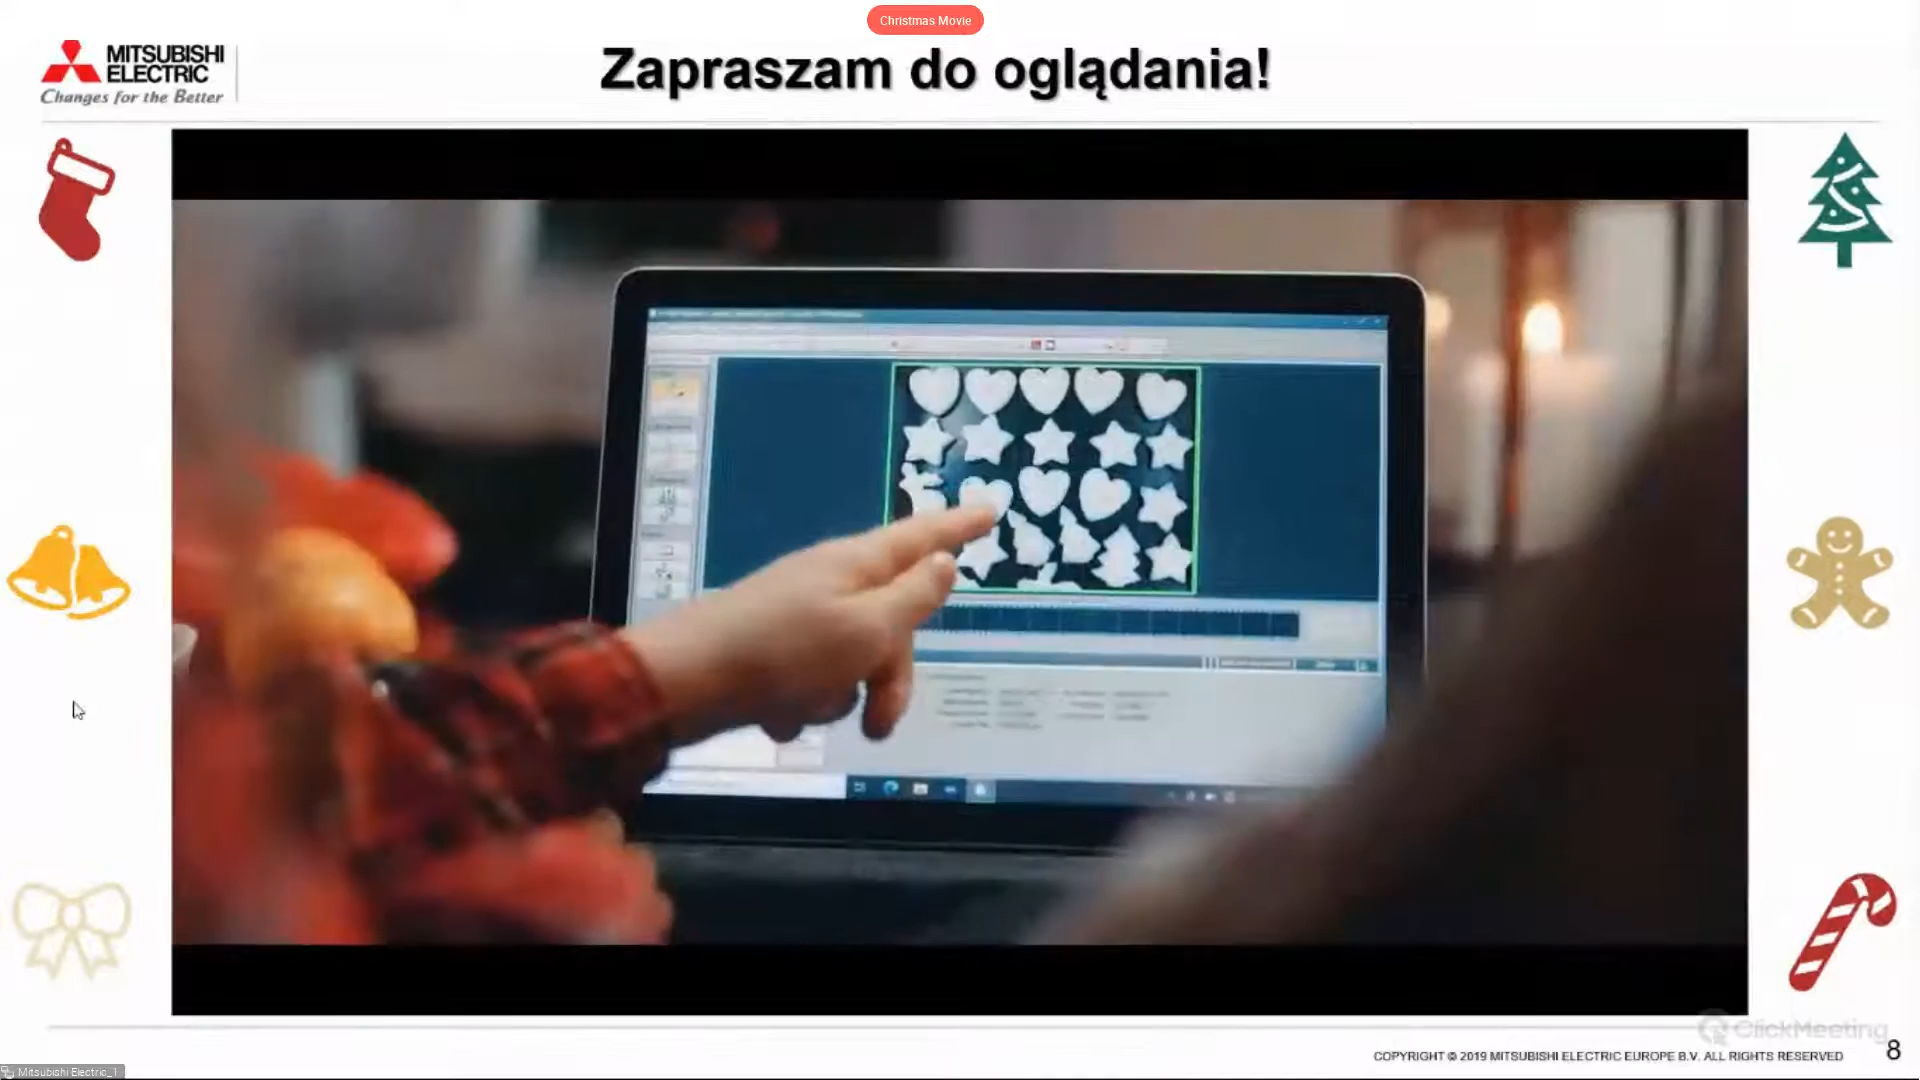 Christmas Movie
MITSUBISHI
ELECTRIC
Changes for the Better
Zapraszam do oglądania!
ClickMeeting
COPYRIGHT © 2019 MITSUBISHI ELECTRIC EUROPE B.V. ALL RIGHTS RESERVED
8
Mitsubishi Electric_1